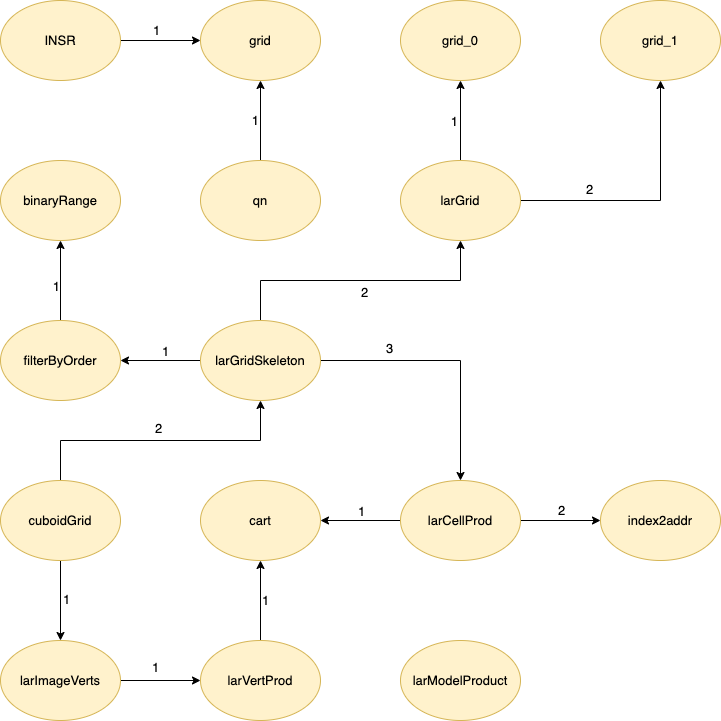 INSR
1
grid
grid_0
grid_1
1
1
binaryRange
qn
larGrid
2
1
2
filterByOrder
1
larGridSkeleton
3
2
cuboidGrid
cart
1
larCellProd
2
index2addr
1
1
larImageVerts
1
larVertProd
larModelProduct